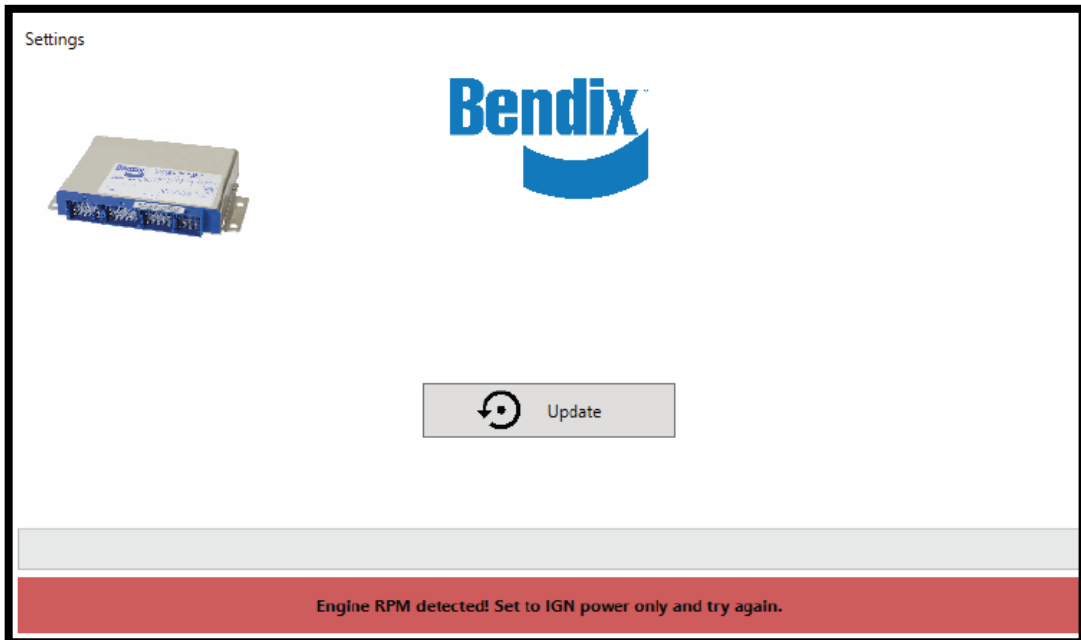 Settings
Bendix
Update
Engine RPM detected! Set to IGN power only and try again.